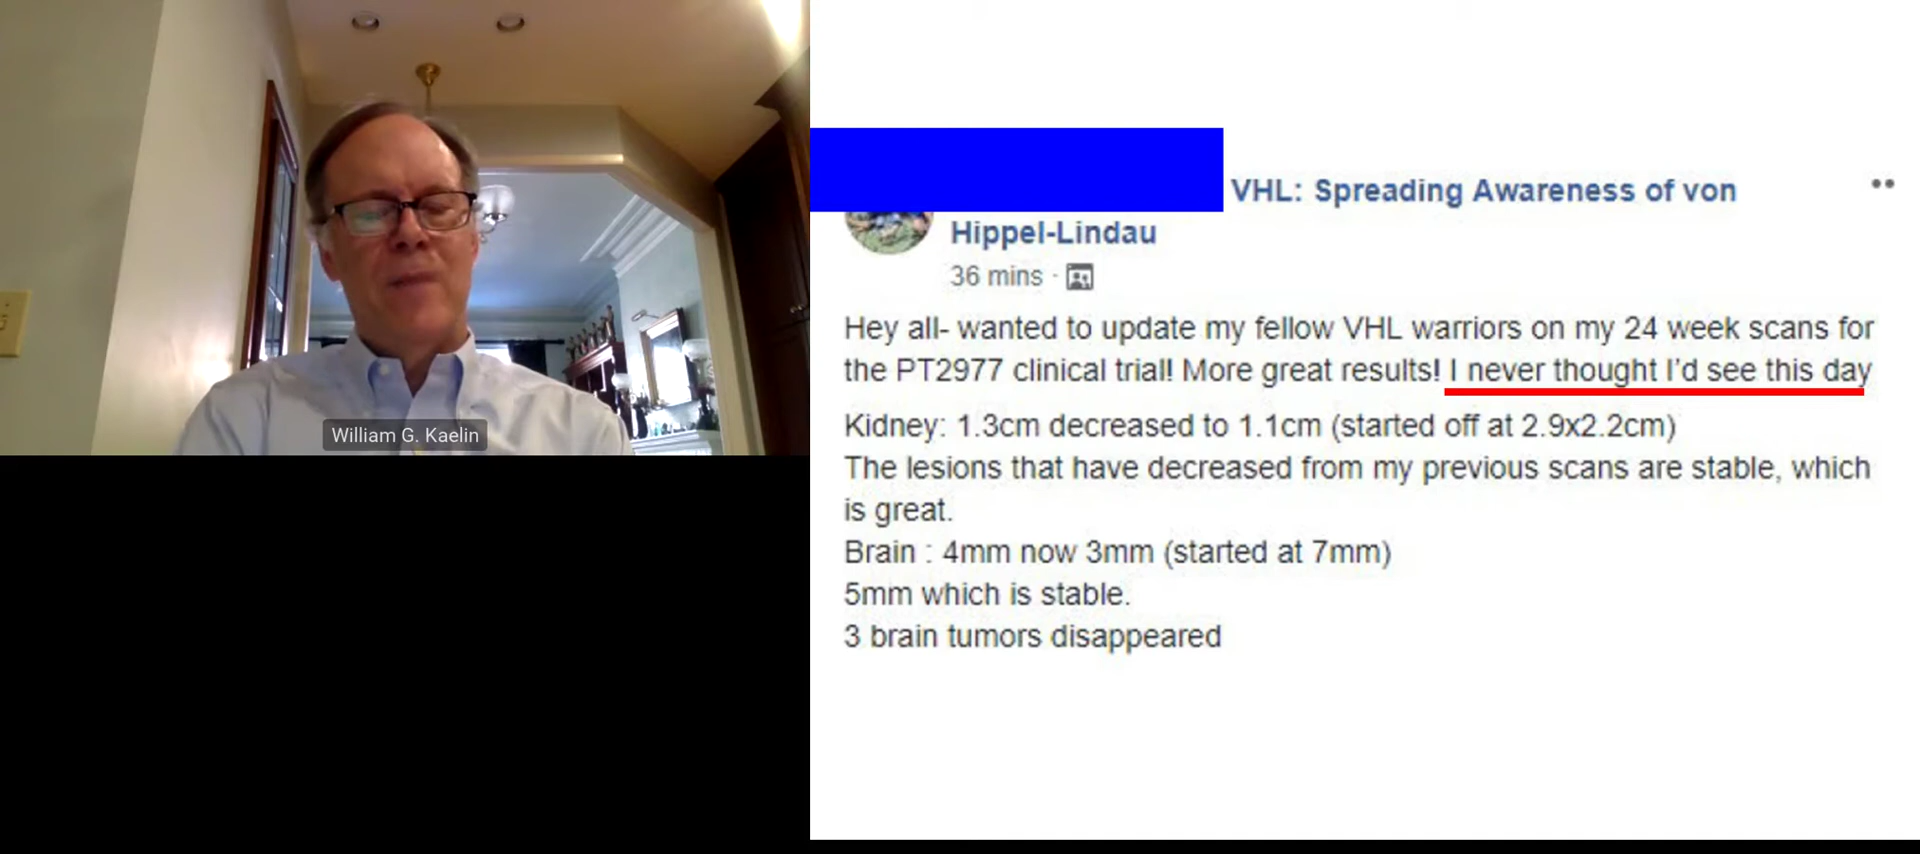 William G. Kaelin
VHL: Spreading Awareness of von
Hippel-Lindau
36 mins ·
Hey all- wanted to update my fellow VHL warriors on my 24 week scans for
the PT2977 clinical trial! More great results! I never thought I'd see this day
Kidney: 1.3cm decreased to 1.1cm (started off at 2.9x2.2cm)
The lesions that have decreased from my previous scans are stable, which
is great.
Brain : 4mm now 3mm (started at 7mm)
5mm which is stable.
3 brain tumors disappeared